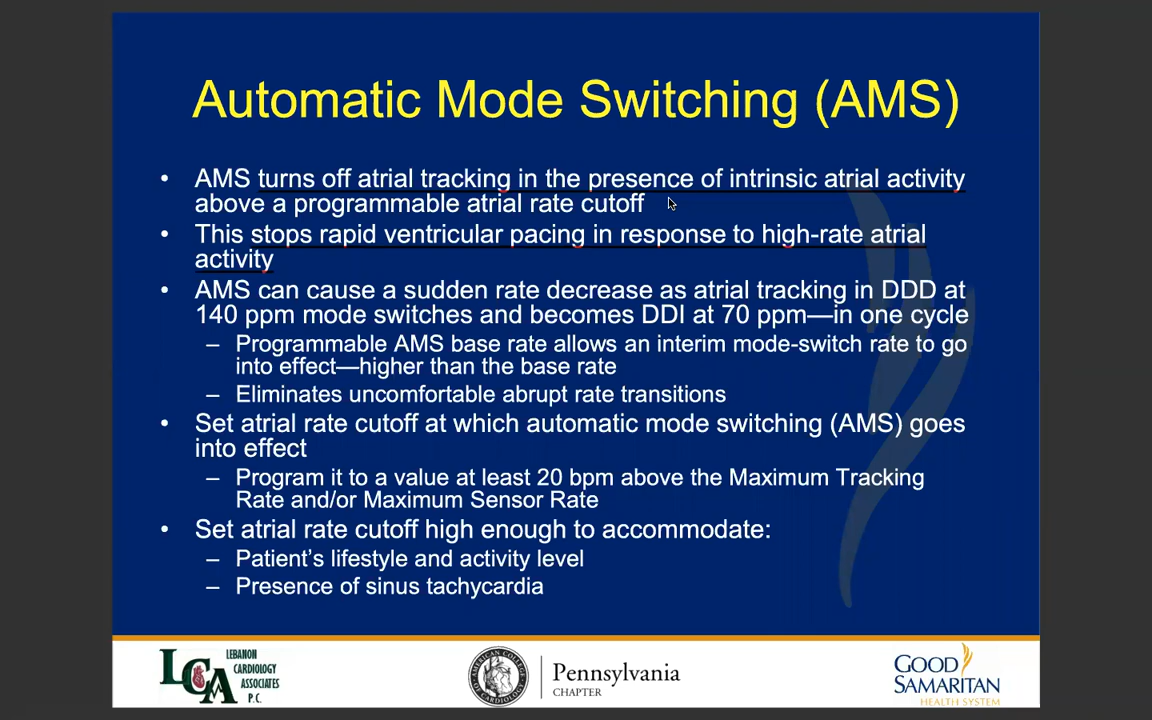 Automatic Mode Switching (AMS)
• AMS turns off atrial tracking in the presence of intrinsic atrial activity
above a programmable atrial rate cutoff
• This stops rapid ventricular pacing in response to high-rate atrial
activity
• AMS can cause a sudden rate decrease as atrial tracking in DDD at
140 ppm mode switches and becomes DDI at 70 ppm—in one cycle
– Programmable AMS base rate allows an interim mode-switch rate to go
into effect—higher than the base rate
– Eliminates uncomfortable abrupt rate transitions
• Set atrial rate cutoff at which automatic mode switching (AMS) goes
into effect
– Program it to a value at least 20 bpm above the Maximum Tracking
Rate and/or Maximum Sensor Rate
• Set atrial rate cutoff high enough to accommodate:
– Patient’s lifestyle and activity level
– Presence of sinus tachycardia
LCA
LEBANON
CARDIOLOGY
ASSOCIATES
P.C.
AMERICAN COLLEGE OF CARDIOLOGY
Pennsylvania
CHAPTER
GOOD
SAMARITAN
HEALTH SYSTEM